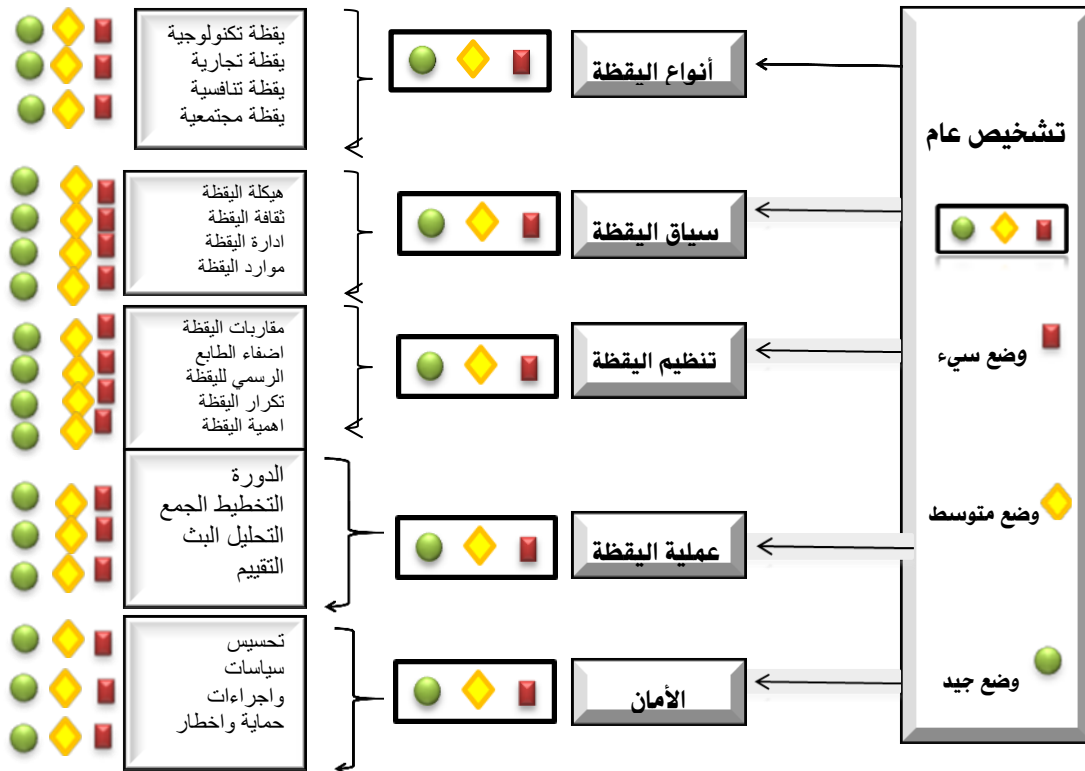 تشخيص عام
وضع سيء
وضع متوسط
وضع جيد
أنواع اليقظة
يقظة تكنولوجية
يقظة تجارية
يقظة تنافسية
يقظة مجتمعية
سياق اليقظة
هيكلة اليقظة
ثقافة اليقظة
ادارة اليقظة
موارد اليقظة
تنظيم اليقظة
مقاربات اليقظة
اضفاء الطابع
الرسمي لليقظة
تكرار اليقظة
اهمية اليقظة
عملية اليقظة
الدورة
التخطيط الجمع
التحليل البث
التقييم
الأمان
تحسيس
سياسات
واجراءات
حماية واخطار